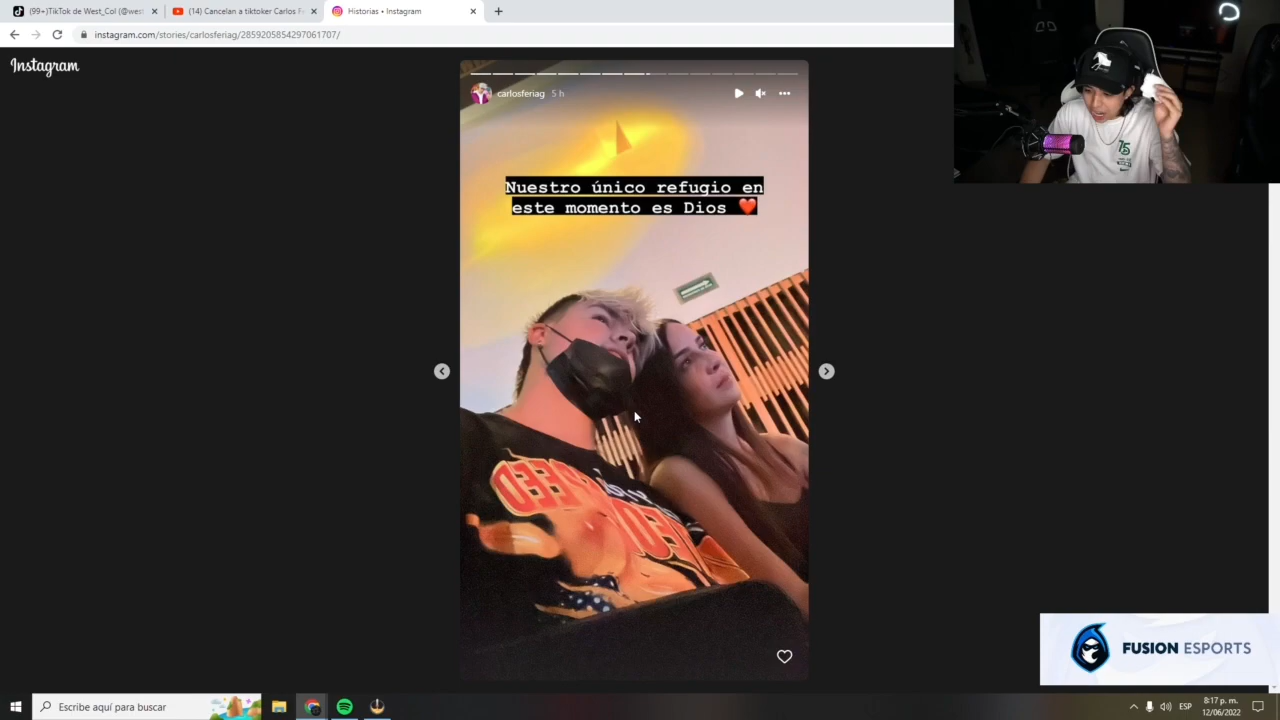 (99+) TikTok de West_Col (@wes
(14) Cancelan a tiktoker Carlos F
Historias • Instagram
instagram.com/stories/carlosferiag/2859205854297061707/
Instagram
carlosferiag 5 h
Nuestro único refugio en
este momento es Dios ❤️
FUSION ESPORTS
Escribe aquí para buscar
ESP
8:17 p. m.
12/06/2022